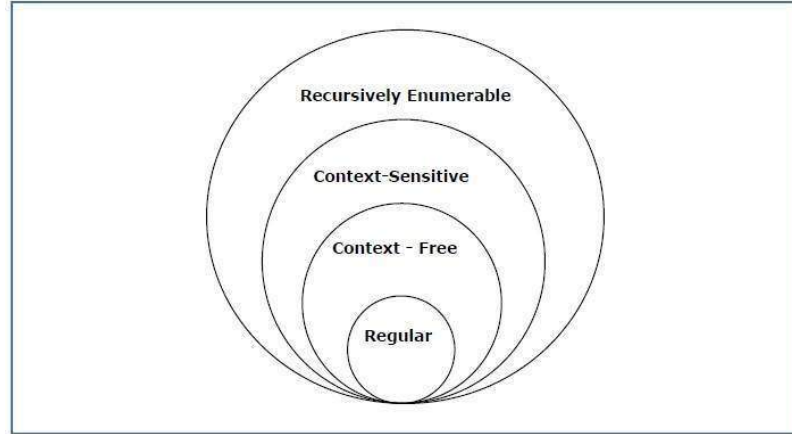 Recursively Enumerable
Context-Sensitive
Context - Free
Regular